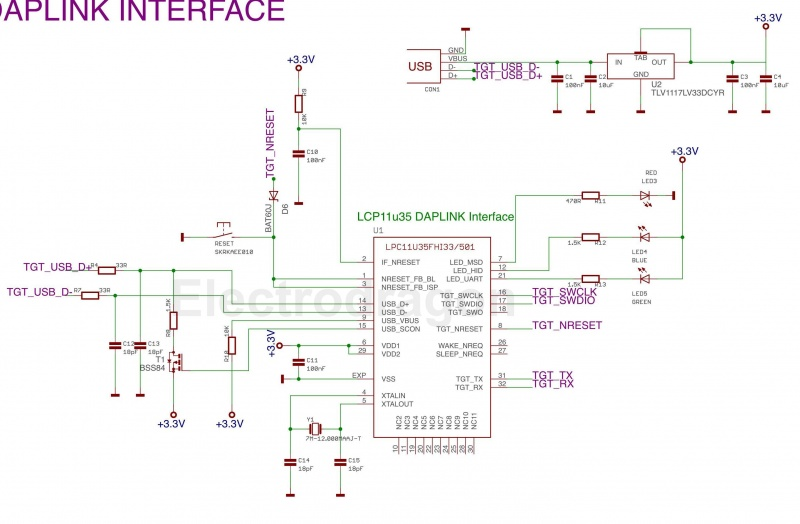 DAPLINK INTERFACE
+3.3V
GND
VBUS
D-
D+
USB
CON1
TGT_USB_D-
TGT_USB_D+
C1
100nF
C2
10uF
IN
TAB
OUT
GND
U2
TLV1117LV33DCYR
C3
100nF
C4
10uF
+3.3V
R9
10K
C10
100nF
TGT_NRESET
BAT60J
D6
+3.3V
RED
LED3
470R
R11
1.5K
R12
LED4
BLUE
1.5K
R13
LED5
GREEN
LCP11u35 DAPLINK Interface
U1
LPC11U35FHI33/501
RESET
SKRKAEE010
2
IF_NRESET
1
NRESET_FB_BL
3
NRESET_FB_ISP
14
USB_D+
13
USB_D-
9
USB_VBUS
15
USB_SCON
6
VDD1
29
VDD2
EXP
VSS
4
XTALIN
5
XTALOUT
LED_MSD
7
LED_HID
12
LED_UART
21
TGT_SWCLK
16
TGT_SWDIO
17
TGT_SWO
18
TGT_NRESET
8
WAKE_NREQ
26
SLEEP_NREQ
27
TGT_TX
31
TGT_RX
32
TGT_SWCLK
TGT_SWDIO
TGT_NRESET
TGT_TX
TGT_RX
NC2
NC3
NC4
NC5
NC6
NC7
NC8
NC9
NC10
NC11
10
11
19
20
22
23
24
25
28
30
TGT_USB_D+
R4
33R
TGT_USB_D-
R7
33R
1.5K
R8
10K
R10
C12
18pF
C13
18pF
T1
BSS84
+3.3V
+3.3V
+3.3V
C11
100nF
Y1
7M-12.000MAAJ-T
C14
18pF
C15
18pF
Electrodragon